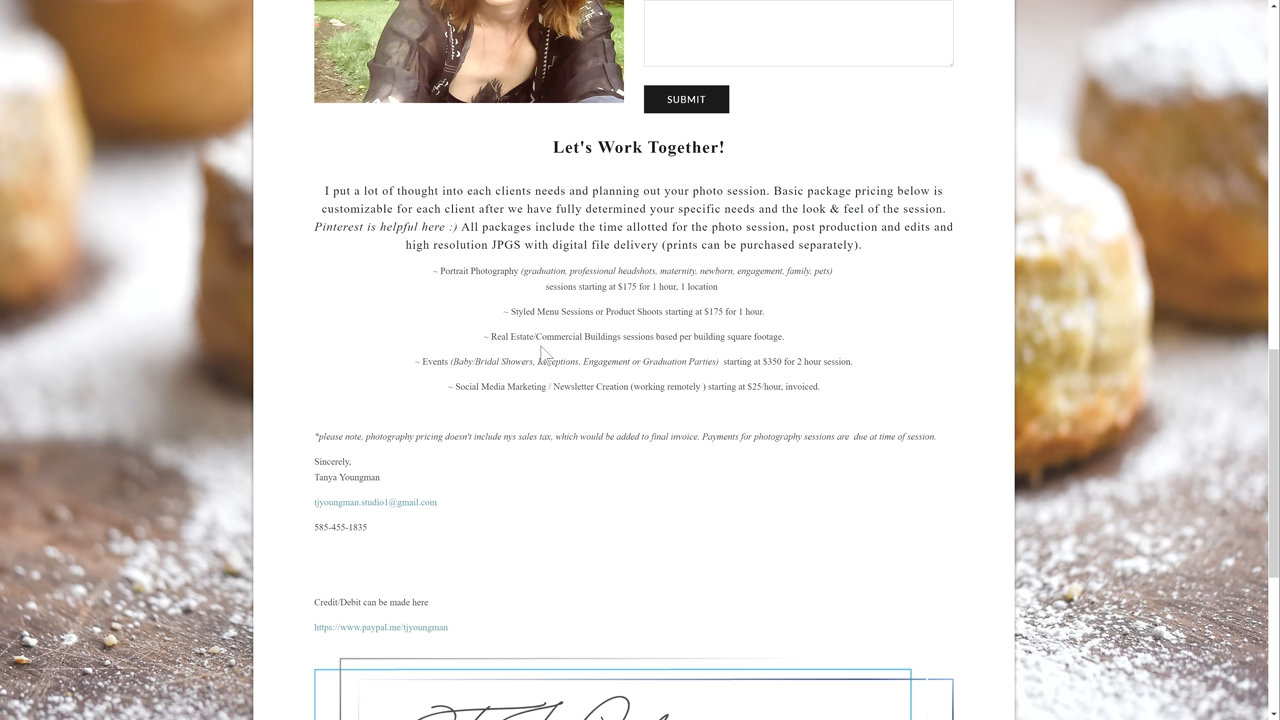 SUBMIT
Let's Work Together!
I put a lot of thought into each clients needs and planning out your photo session. Basic package pricing below is
customizable for each client after we have fully determined your specific needs and the look & feel of the session.
Pinterest is helpful here :) All packages include the time allotted for the photo session, post production and edits and
high resolution JPGS with digital file delivery (prints can be purchased separately).
~ Portrait Photography (graduation, professional headshots, maternity, newborn, engagement, family, pets)
sessions starting at $175 for 1 hour, 1 location
~ Styled Menu Sessions or Product Shoots starting at $175 for 1 hour.
~ Real Estate/Commercial Buildings sessions based per building square footage.
~ Events (Baby/Bridal Showers, Receptions, Engagement or Graduation Parties) starting at $350 for 2 hour session.
~ Social Media Marketing / Newsletter Creation (working remotely ) starting at $25/hour, invoiced.
*please note, photography pricing doesn't include nys sales tax, which would be added to final invoice. Payments for photography sessions are due at time of session.
Sincerely,
Tanya Youngman
tjyoungman.studio1@gmail.com
585-455-1835
Credit/Debit can be made here
https://www.paypal.me/tjyoungman